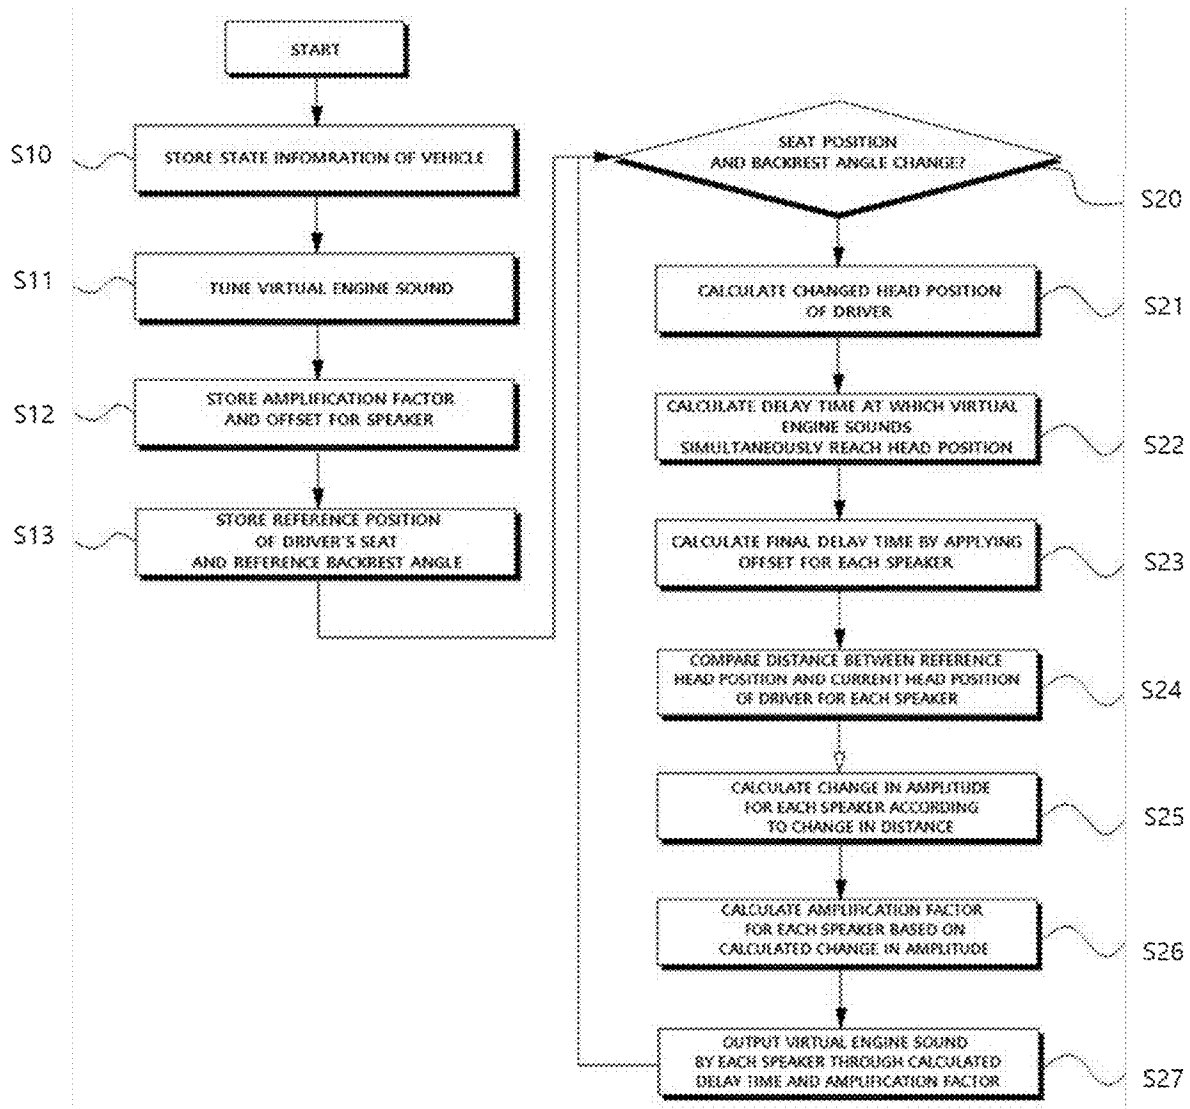 START
S10
STORE STATE INFOMRATION OF VEHICLE
S11
TUNE VIRTUAL ENGINE SOUND
S12
STORE AMPLIFICATION FACTOR
AND OFFSET FOR SPEAKER
S13
STORE REFERENCE POSITION
OF DRIVER'S SEAT
AND REFERENCE BACKREST ANGLE
SEAT POSITION
AND BACKREST ANGLE CHANGE?
S20
CALCULATE CHANGED HEAD POSITION
OF DRIVER
S21
CALCULATE DELAY TIME AT WHICH VIRTUAL
ENGINE SOUNDS
SIMULTANEOUSLY REACH HEAD POSITION
S22
CALCULATE FINAL DELAY TIME BY APPLYING
OFFSET FOR EACH SPEAKER
S23
COMPARE DISTANCE BETWEEN REFERENCE
HEAD POSITION AND CURRENT HEAD POSITION
OF DRIVER FOR EACH SPEAKER
S24
CALCULATE CHANGE IN AMPLITUDE
FOR EACH SPEAKER ACCORDING
TO CHANGE IN DISTANCE
S25
CALCULATE AMPLIFICATION FACTOR
FOR EACH SPEAKER BASED ON
CALCULATED CHANGE IN AMPLITUDE
S26
OUTPUT VIRTUAL ENGINE SOUND
BY EACH SPEAKER THROUGH CALCULATED
DELAY TIME AND AMPLIFICATION FACTOR
S27